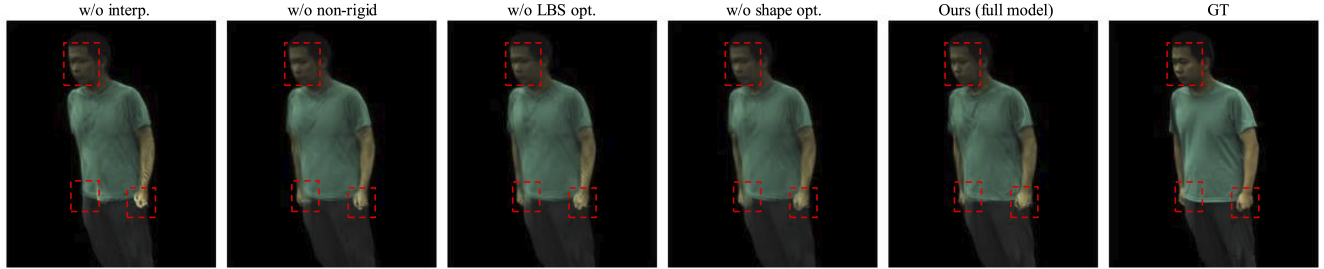 w/o interp. w/o non-rigid w/o LBS opt. w/o shape opt. Ours (full model) GT